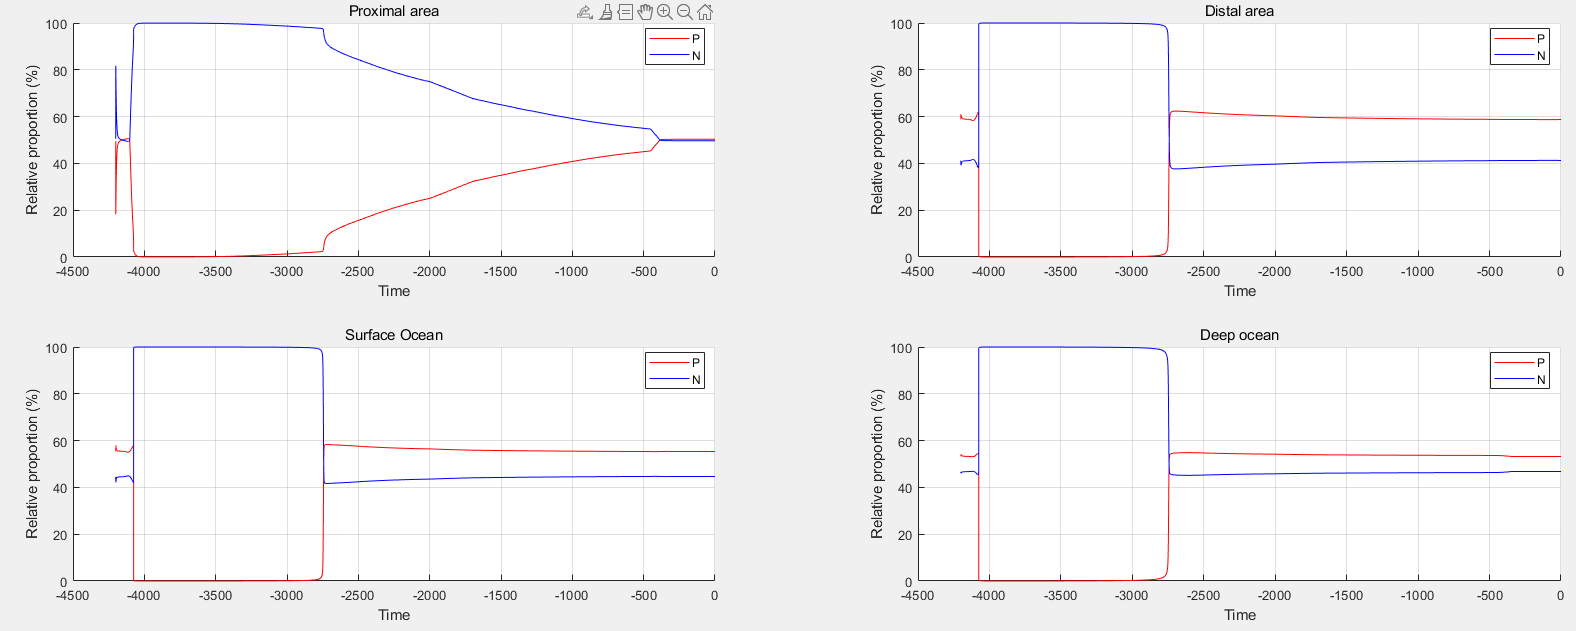 Proximal area
Relative proportion (%)
100
80
60
40
20
0
-4500 -4000 -3500 -3000 -2500 -2000 -1500 -1000 -500 0
Time
P
N
Distal area
Relative proportion (%)
100
80
60
40
20
0
-4500 -4000 -3500 -3000 -2500 -2000 -1500 -1000 -500 0
Time
P
N
Surface Ocean
Relative proportion (%)
100
80
60
40
20
0
-4500 -4000 -3500 -3000 -2500 -2000 -1500 -1000 -500 0
Time
P
N
Deep ocean
Relative proportion (%)
100
80
60
40
20
0
-4500 -4000 -3500 -3000 -2500 -2000 -1500 -1000 -500 0
Time
P
N